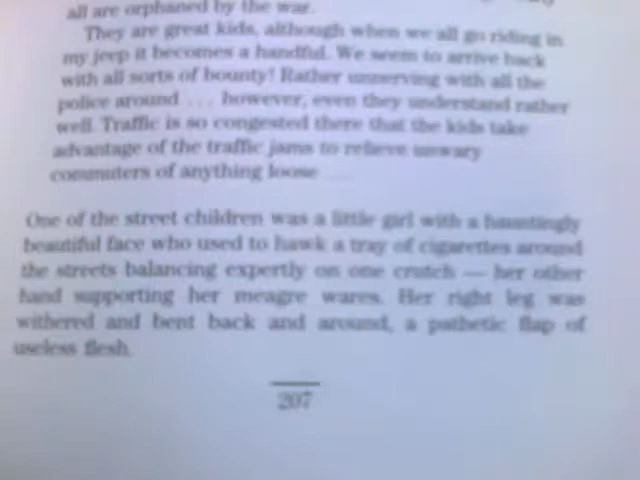 all are orphaned by the war.
They are great kids, although when we all go riding in
my jeep it becomes a handful. We seem to arrive back
with all sorts of bounty! Rather unnerving with all the
police around ... however, even they understand rather
well. Traffic is so congested there that the kids take
advantage of the traffic jams to relieve unwary
commuters of anything loose ....
One of the street children was a little girl with a hauntingly
beautiful face who used to hawk a tray of cigarettes around
the streets balancing expertly on one crutch — her other
hand supporting her meagre wares. Her right leg was
withered and bent back and around, a pathetic flap of
useless flesh.
207